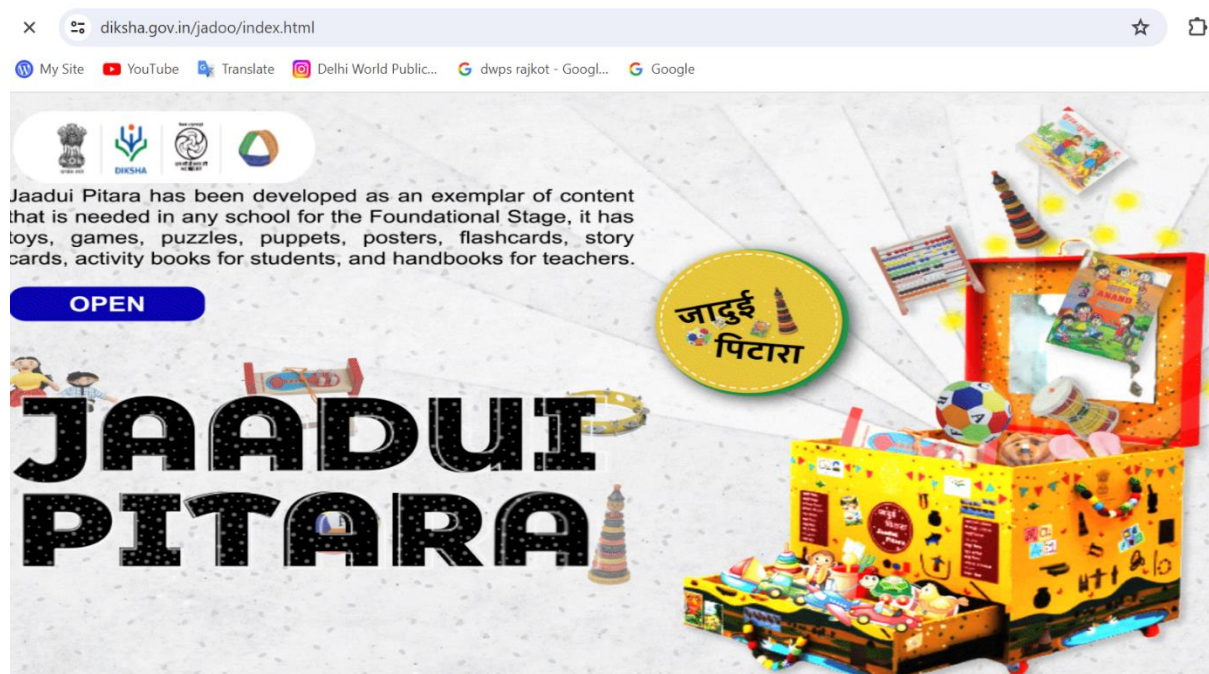 diksha.gov.in/jadoo/index.html
My Site YouTube Translate Delhi World Public... dwps rajkot - Googl... Google
DIKSHA
Jaadui Pitara has been developed as an exemplar of content
that is needed in any school for the Foundational Stage, it has
toys, games, puzzles, puppets, posters, flashcards, story
cards, activity books for students, and handbooks for teachers.
OPEN
जादुई
पिटारा
ANAND
JAADUI
PITARA
जादुई
पिटारा
Jaadui
Pitara